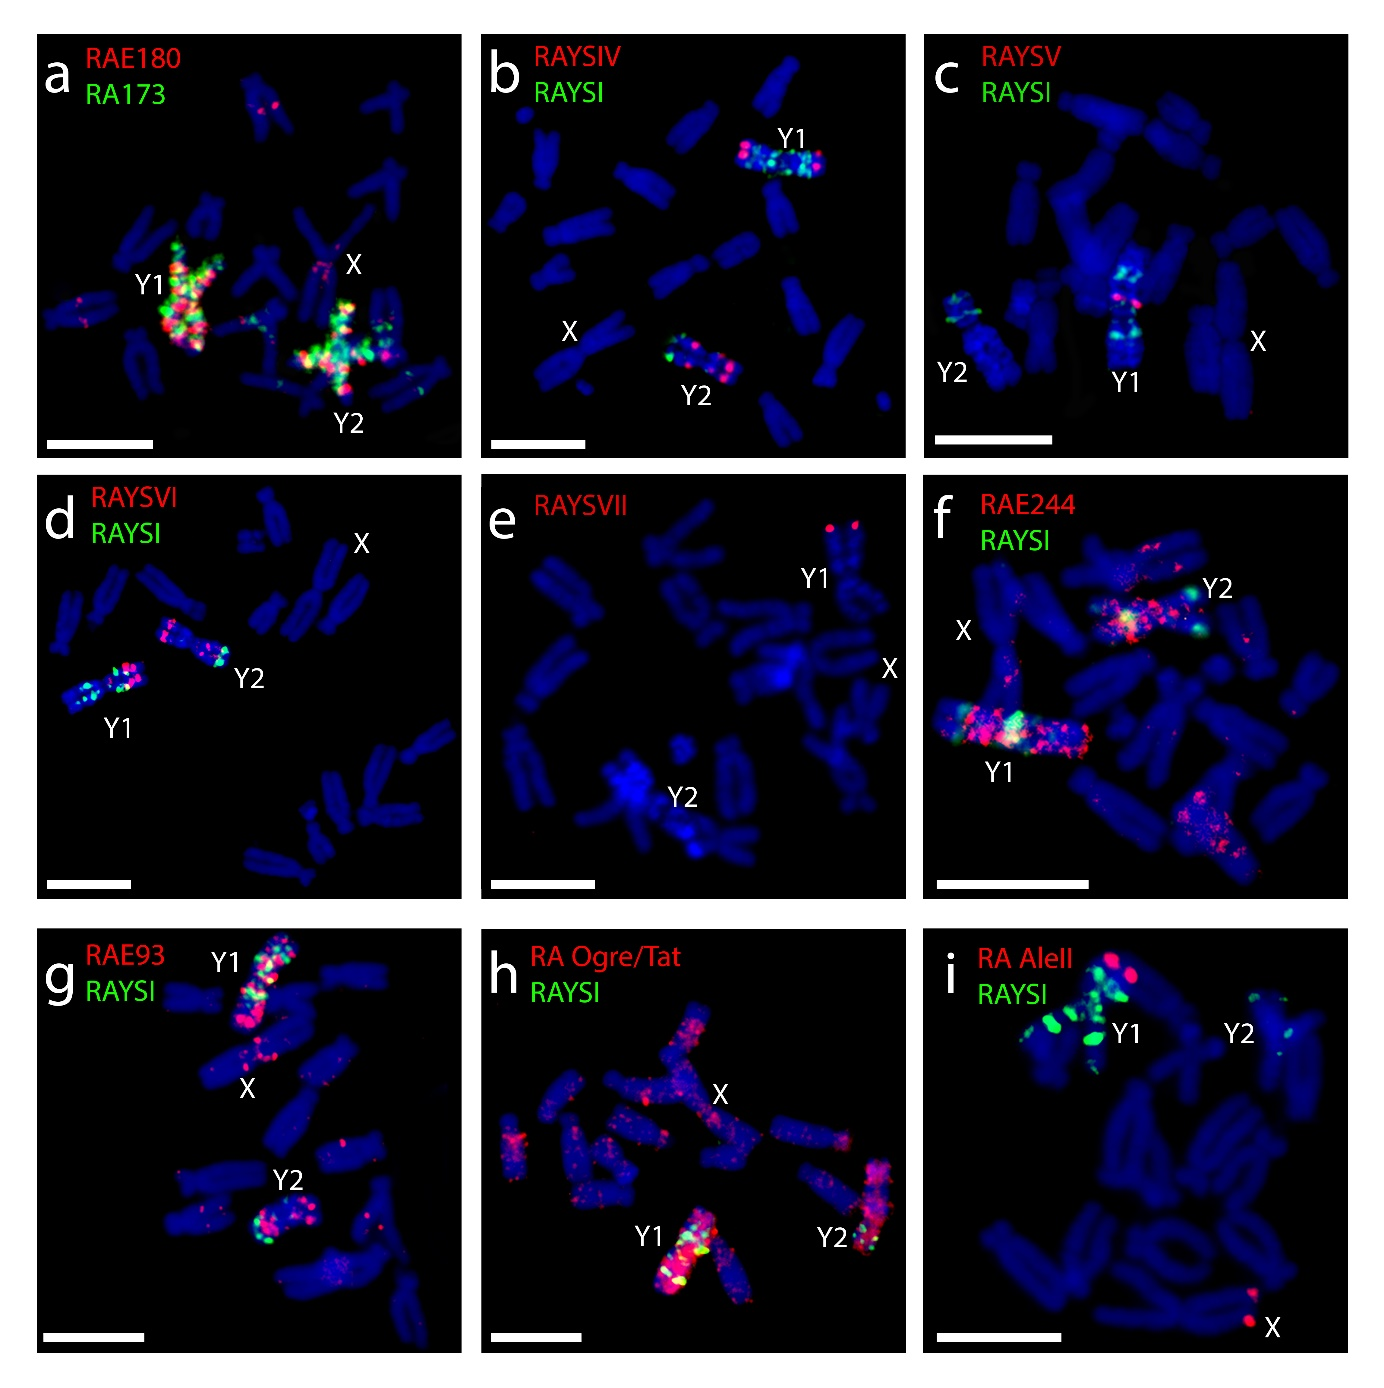 a
RAE180
RA173
Y1
X
Y2
b
RAYSIV
RAYSI
Y1
X
Y2
c
RAYSV
RAYSI
Y2
Y1
X
d
RAYSVI
RAYSI
X
Y2
Y1
e
RAYSVII
Y1
X
Y2
f
RAE244
RAYSI
Y2
X
Y1
g
RAE93
RAYSI
Y1
X
Y2
h
RA Ogre/Tat
RAYSI
X
Y1
Y2
i
RA AleII
RAYSI
Y1
Y2
X